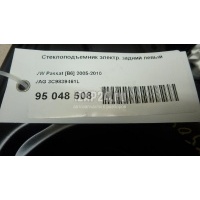 Стеклоподъемник электр. задний левый
VW Passat [B6] 2005-2010
VAG 3C9839461L
95 048 508